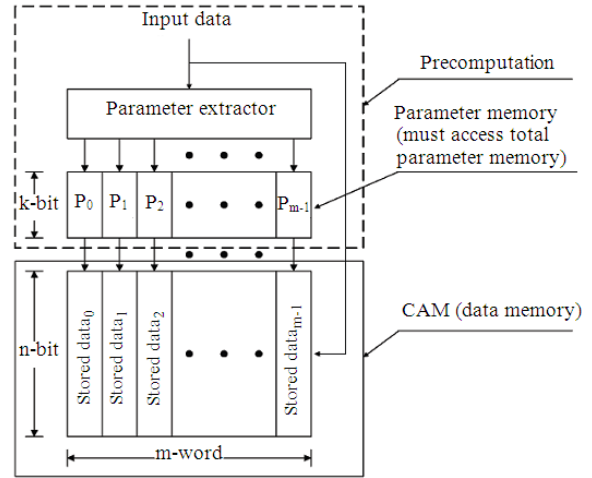 Input data
Precomputation
Parameter extractor
Parameter memory
(must access total
parameter memory)
k-bit
P0
P1
P2
Pm-1
n-bit
Stored data0
Stored data1
Stored data2
Stored datam-1
CAM (data memory)
m-word